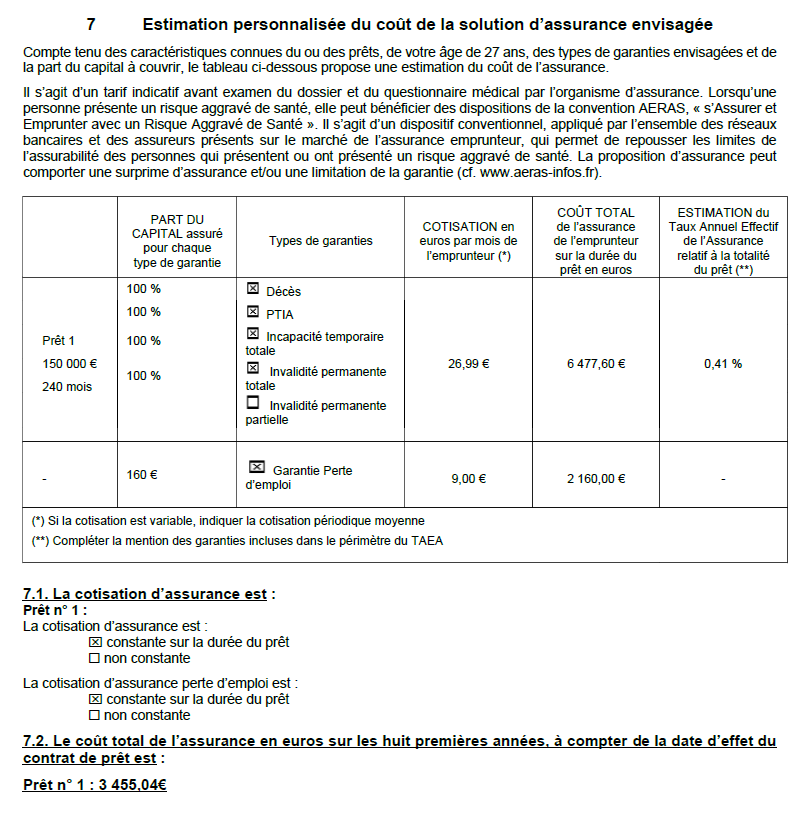 7 Estimation personnalisée du coût de la solution d’assurance envisagée
Compte tenu des caractéristiques connues du ou des prêts, de votre âge de 27 ans, des types de garanties envisagées et de
la part du capital à couvrir, le tableau ci-dessous propose une estimation du coût de l’assurance.
Il s’agit d’un tarif indicatif avant examen du dossier et du questionnaire médical par l’organisme d’assurance. Lorsqu’une
personne présente un risque aggravé de santé, elle peut bénéficier des dispositions de la convention AERAS, « s’Assurer et
Emprunter avec un Risque Aggravé de Santé ». Il s’agit d’un dispositif conventionnel, appliqué par l’ensemble des réseaux
bancaires et des assureurs présents sur le marché de l’assurance emprunteur, qui permet de repousser les limites de
l’assurabilité des personnes qui présentent ou ont présenté un risque aggravé de santé. La proposition d’assurance peut
comporter une surprime d’assurance et/ou une limitation de la garantie (cf. www.aeras-infos.fr).
PART DU
CAPITAL assuré
pour chaque
type de garantie
Types de garanties
COTISATION en
euros par mois de
l’emprunteur (*)
COÛT TOTAL
de l’assurance
de l’emprunteur
sur la durée du
prêt en euros
ESTIMATION du
Taux Annuel Effectif
de l’Assurance
relatif à la totalité
du prêt (**)
Prêt 1
150 000 €
240 mois
100 %
100 %
100 %
100 %
☒ Décès
☒ PTIA
☒ Incapacité temporaire
totale
☒ Invalidité permanente
totale
☐ Invalidité permanente
partielle
26,99 €
6 477,60 €
0,41 %
-
160 €
☒ Garantie Perte
d’emploi
9,00 €
2 160,00 €
-
(*) Si la cotisation est variable, indiquer la cotisation périodique moyenne
(**) Compléter la mention des garanties incluses dans le périmètre du TAEA
7.1. La cotisation d’assurance est :
Prêt n° 1 :
La cotisation d’assurance est :
☒ constante sur la durée du prêt
☐ non constante
La cotisation d’assurance perte d’emploi est :
☒ constante sur la durée du prêt
☐ non constante
7.2. Le coût total de l’assurance en euros sur les huit premières années, à compter de la date d’effet du
contrat de prêt est :
Prêt n° 1 : 3 455,04€